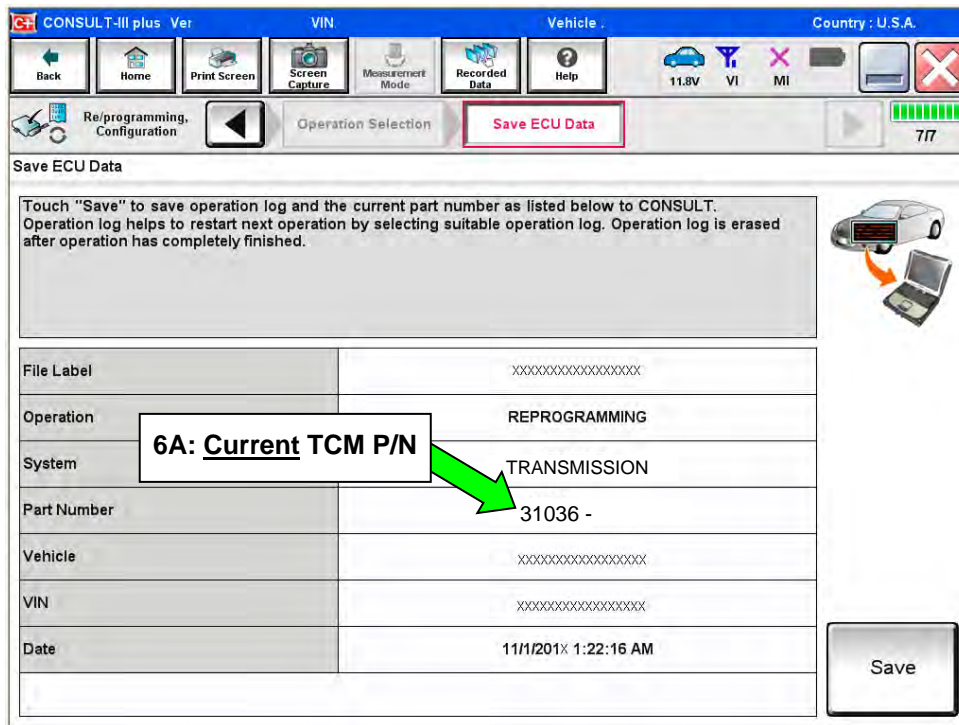 C+ CONSULT-III plus Ver VIN Vehicle . Country : U.S.A.
Back Home Print Screen Screen Capture Measurement Mode Recorded Data Help 11.8V VI MI
Re/programming, Configuration Operation Selection Save ECU Data 7/7
Save ECU Data
Touch "Save" to save operation log and the current part number as listed below to CONSULT.
Operation log helps to restart next operation by selecting suitable operation log. Operation log is erased
after operation has completely finished.
File Label XXXXXXXXXXXXXXXXX
Operation REPROGRAMMING
6A: Current TCM P/N
System TRANSMISSION
Part Number 31036 -
Vehicle XXXXXXXXXXXXXXXXX
VIN XXXXXXXXXXXXXXXXX
Date 11/1/201X 1:22:16 AM
Save